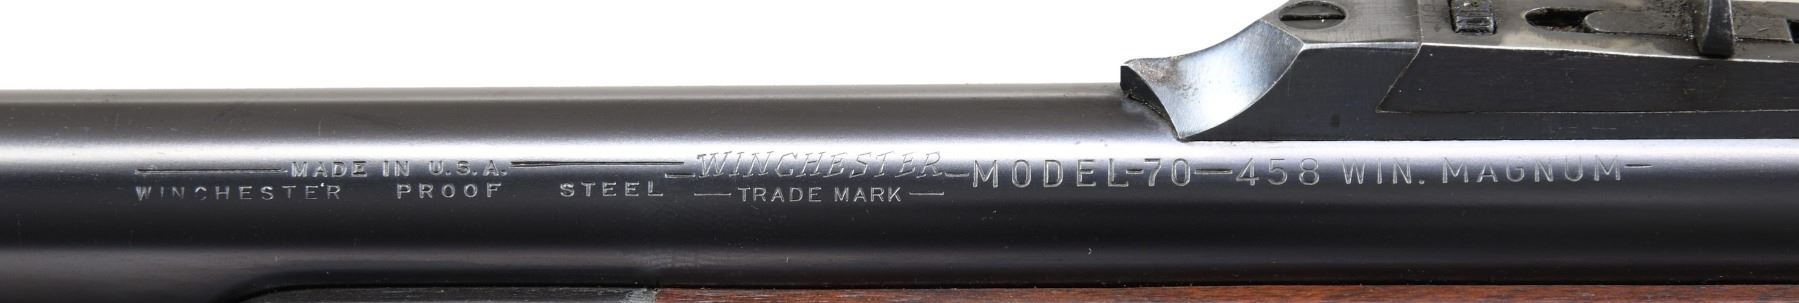 MADE IN U.S.A.
WINCHESTER PROOF STEEL
WINCHESTER
TRADE MARK
MODEL-70-458 WIN. MAGNUM-